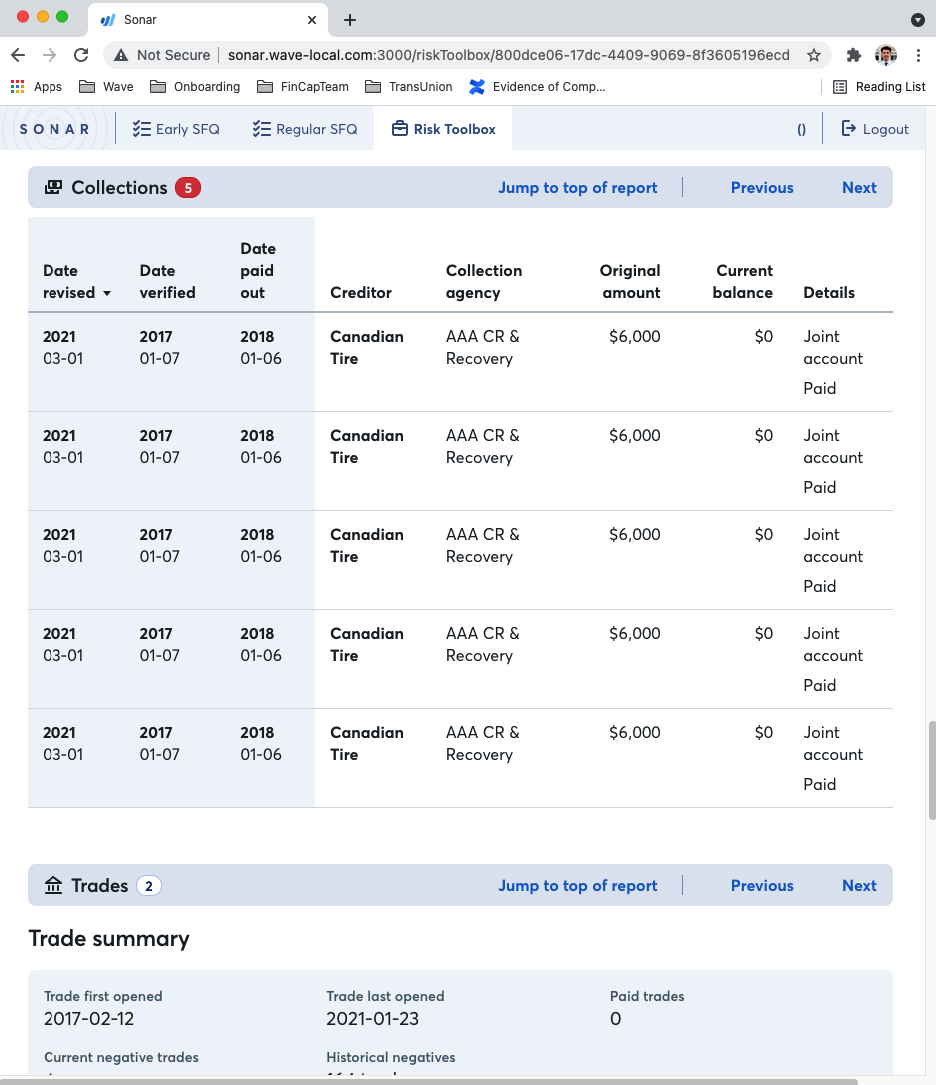 Sonar
Not Secure sonar.wave-local.com:3000/riskToolbox/800dce06-17dc-4409-9069-8f3605196ecd
Apps Wave Onboarding FinCapTeam TransUnion Evidence of Comp... Reading List
SONAR Early SFQ Regular SFQ Risk Toolbox () Logout
Collections 5 Jump to top of report Previous Next
Date revised Date verified Date paid out Creditor Collection agency Original amount Current balance Details
2021 2017 2018 Canadian AAA CR & $6,000 $0 Joint
03-01 01-07 01-06 Tire Recovery account
Paid
2021 2017 2018 Canadian AAA CR & $6,000 $0 Joint
03-01 01-07 01-06 Tire Recovery account
Paid
2021 2017 2018 Canadian AAA CR & $6,000 $0 Joint
03-01 01-07 01-06 Tire Recovery account
Paid
2021 2017 2018 Canadian AAA CR & $6,000 $0 Joint
03-01 01-07 01-06 Tire Recovery account
Paid
2021 2017 2018 Canadian AAA CR & $6,000 $0 Joint
03-01 01-07 01-06 Tire Recovery account
Paid
Trades 2 Jump to top of report Previous Next
Trade summary
Trade first opened Trade last opened Paid trades
2017-02-12 2021-01-23 0
Current negative trades Historical negatives